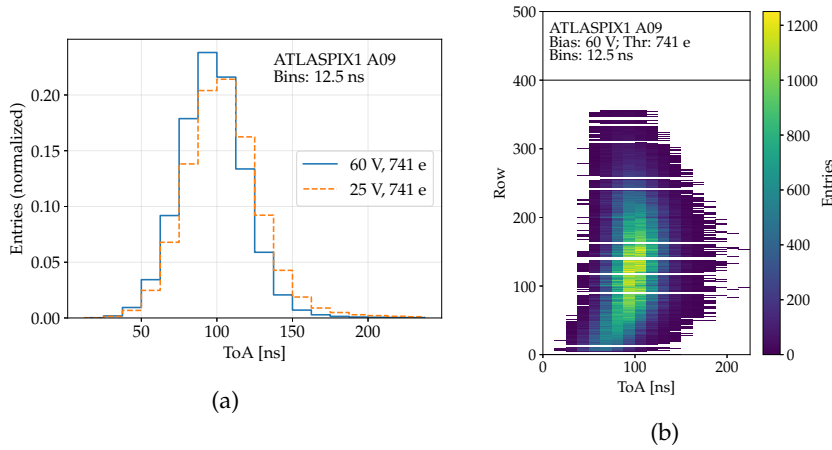 ATLASPIX1 A09
Bins: 12.5 ns
60 V, 741 e
25 V, 741 e
Entries (normalized)
0.20
0.15
0.10
0.05
0.00
50
100
150
200
ToA [ns]
(a)
ATLASPIX1 A09
Bias: 60 V; Thr: 741 e
Bins: 12.5 ns
Row
500
400
300
200
100
0
0
100
200
ToA [ns]
1200
1000
800
600
400
200
0
Entries
(b)